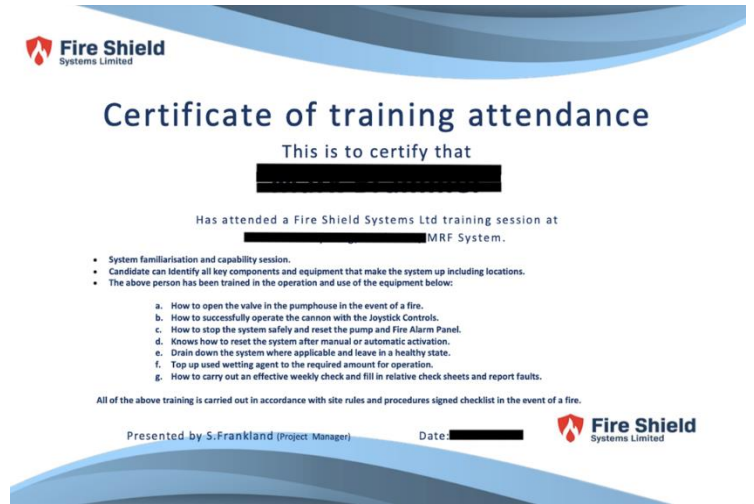 Fire Shield
Systems Limited
Certificate of training attendance
This is to certify that
Has attended a Fire Shield Systems Ltd training session at
MRF System.
• System familiarisation and capability session.
• Candidate can Identify all key components and equipment that make the system up including locations.
• The above person has been trained in the operation and use of the equipment below:
a. How to open the valve in the pumphouse in the event of a fire.
b. How to successfully operate the cannon with the Joystick Controls.
c. How to stop the system safely and reset the pump and Fire Alarm Panel.
d. Knows how to reset the system after manual or automatic activation.
e. Drain down the system where applicable and leave in a healthy state.
f. Top up used wetting agent to the required amount for operation.
g. How to carry out an effective weekly check and fill in relative check sheets and report faults.
All of the above training is carried out in accordance with site rules and procedures signed checklist in the event of a fire.
Presented by S.Frankland (Project Manager) Date:
Fire Shield
Systems Limited